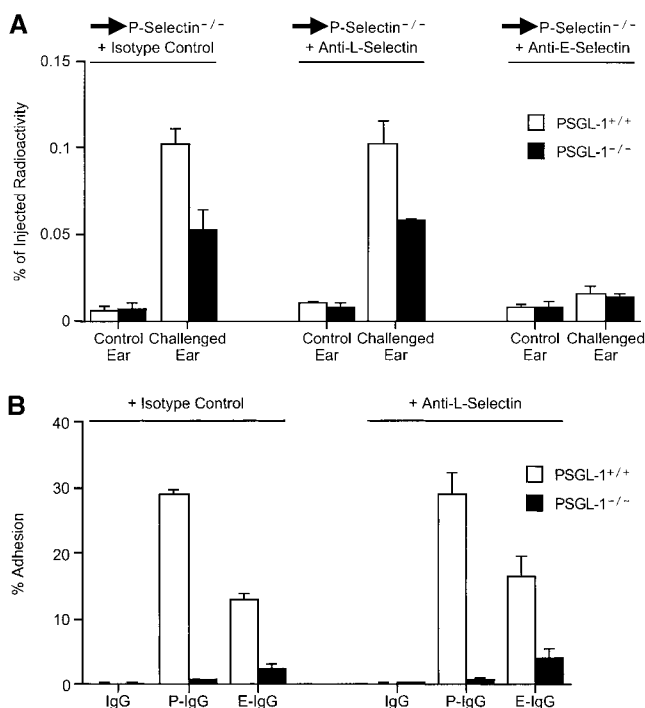 A
P-Selectin−/− P-Selectin−/− P-Selectin−/−
+ Isotype Control + Anti-L-Selectin + Anti-E-Selectin
% of Injected Radioactivity
0.15
0.1
0.05
0
PSGL-1+/+
PSGL-1−/−
Control Ear Challenged Ear Control Ear Challenged Ear Control Ear Challenged Ear
B
+ Isotype Control + Anti-L-Selectin
% Adhesion
40
30
20
10
0
PSGL-1+/+
PSGL-1−/−
IgG P-IgG E-IgG IgG P-IgG E-IgG